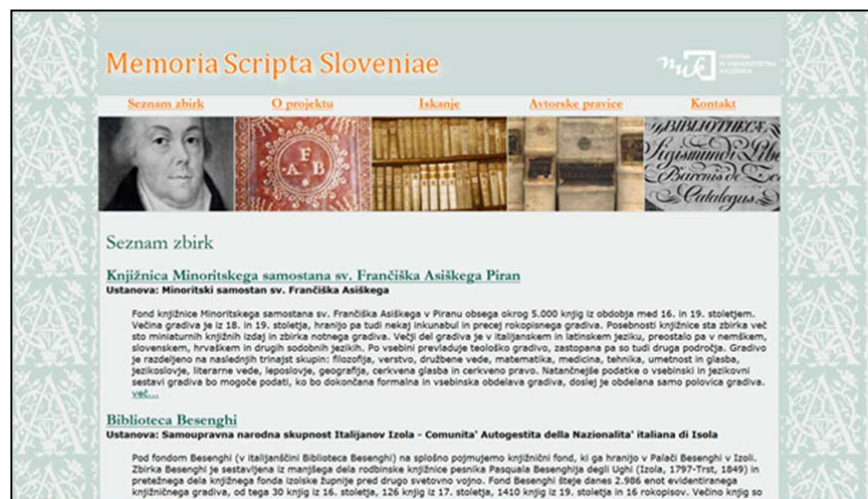 Memoria Scripta Sloveniae
nuk
NARODNA
IN UNIVERZITETNA
KNJIŽNICA
Seznam zbirk O projektu Iskanje Avtorske pravice Kontakt
F
A B
BIBLIOTHECÆ
Sigismundi
Baronis de
Catalogus.
Seznam zbirk
Knjižnica Minoritskega samostana sv. Frančiška Asiškega Piran
Ustanova: Minoritski samostan sv. Frančiška Asiškega
Fond knjižnice Minoritskega samostana sv. Frančiška Asiškega v Piranu obsega okrog 5.000 knjig iz obdobja med 16. in 19. stoletjem.
Večina gradiva je iz 18. in 19. stoletja, hranijo pa tudi nekaj inkunabul in precej rokopisnega gradiva. Posebnosti knjižnice sta zbirka več
sto miniaturnih knjižnih izdaj in zbirka notnega gradiva. Večji del gradiva je v italijanskem in latinskem jeziku, preostalo pa v nemškem,
slovenskem, hrvaškem in drugih sodobnih jezikih. Po vsebini prevladuje teološko gradivo, zastopana pa so tudi druga področja. Gradivo
je razdeljeno na naslednjih trinajst skupin: filozofija, verstvo, družbene vede, matematika, medicina, tehnika, umetnost in glasba,
jezikoslovje, literarne vede, leposlovje, geografija, cerkvena glasba in cerkveno pravo. Natančnejše podatke o vsebinski in jezikovni
sestavi gradiva bo mogoče podati, ko bo dokončana formalna in vsebinska obdelava gradiva, doslej je obdelana samo polovica gradiva.
več...
Biblioteca Besenghi
Ustanova: Samoupravna narodna skupnost Italijanov Izola - Comunita' Autogestita della Nazionalita' italiana di Isola
Pod fondom Besenghi (v italijanščini Biblioteca Besenghi) na splošno pojmujemo knjižnični fond, ki ga hranijo v Palači Besenghi v Izoli.
Zbirka Besenghi je sestavljena iz manjšega dela rodbinske knjižnice pesnika Pasquala Besenghija degli Ughi (Izola, 1797-Trst, 1849) in
pretežnega dela knjižnega fonda izolske župnije pred drugo svetovno vojno. Fond Besenghi šteje danes 2.986 enot evidentiranega
knjižničnega gradiva, od tega 30 knjig iz 16. stoletja, 126 knjig iz 17. stoletja, 1410 knjig iz 19. stoletja in 16 rokopisov. Večino knjig so